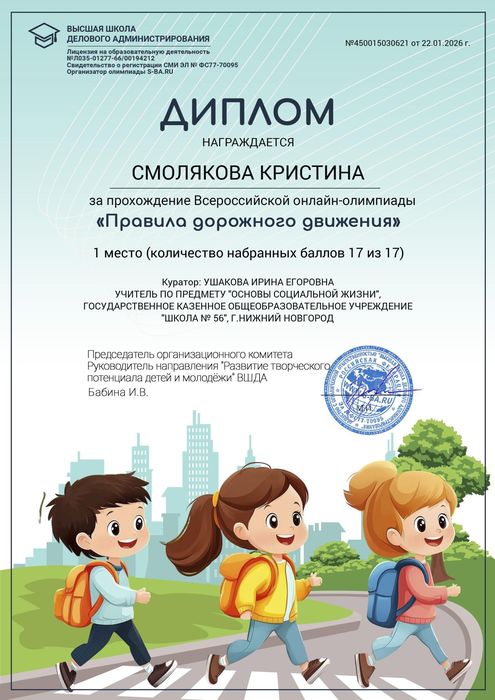 ВЫСШАЯ ШКОЛА
ДЕЛОВОГО АДМИНИСТРИРОВАНИЯ
Лицензия на образовательную деятельность
№Л035-01277-66/00194212
Свидетельство о регистрации СМИ ЭЛ № ФС77-70095
Организатор олимпиады S-BA.RU
№450015030621 от 22.01.2026 г.
ДИПЛОМ
НАГРАЖДАЕТСЯ
СМОЛЯКОВА КРИСТИНА
за прохождение Всероссийской онлайн-олимпиады
«Правила дорожного движения»
1 место (количество набранных баллов 17 из 17)
Куратор: УШАКОВА ИРИНА ЕГОРОВНА
УЧИТЕЛЬ ПО ПРЕДМЕТУ "ОСНОВЫ СОЦИАЛЬНОЙ ЖИЗНИ",
ГОСУДАРСТВЕННОЕ КАЗЕННОЕ ОБЩЕОБРАЗОВАТЕЛЬНОЕ УЧРЕЖДЕНИЕ
"ШКОЛА № 56", Г.НИЖНИЙ НОВГОРОД
Председатель организационного комитета
Руководитель направления "Развитие творческого
потенциала детей и молодёжи" ВШДА
Бабина И.В.
S-BA.RU
М.П.